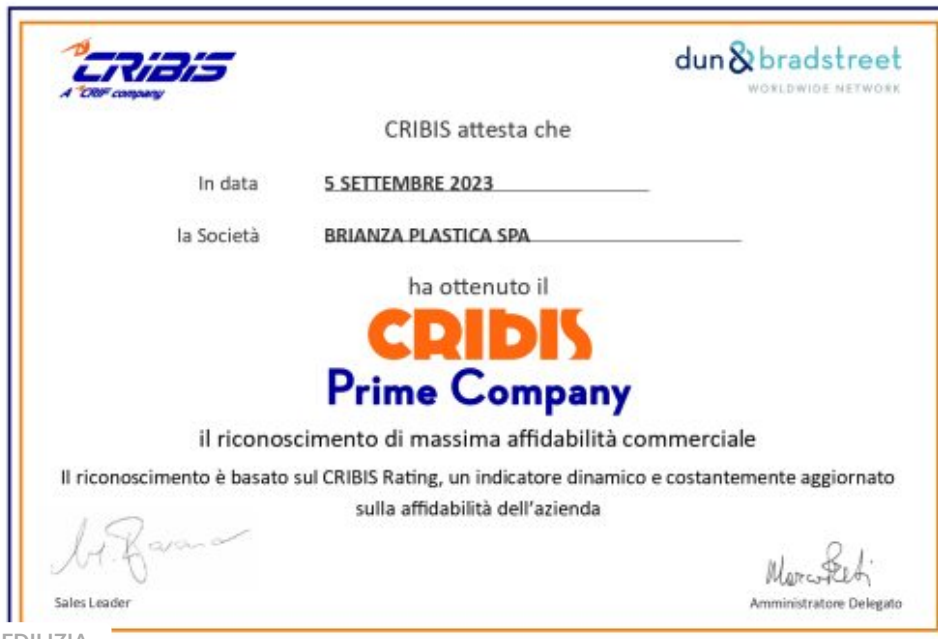 CRIBIS
A CRIF company
dun & bradstreet
WORLDWIDE NETWORK
CRIBIS attesta che
In data 5 SETTEMBRE 2023
la Società BRIANZA PLASTICA SPA
ha ottenuto il
CRIBIS
Prime Company
il riconoscimento di massima affidabilità commerciale
Il riconoscimento è basato sul CRIBIS Rating, un indicatore dinamico e costantemente aggiornato
sulla affidabilità dell'azienda
Sales Leader
Amministratore Delegato
EDILIZIA